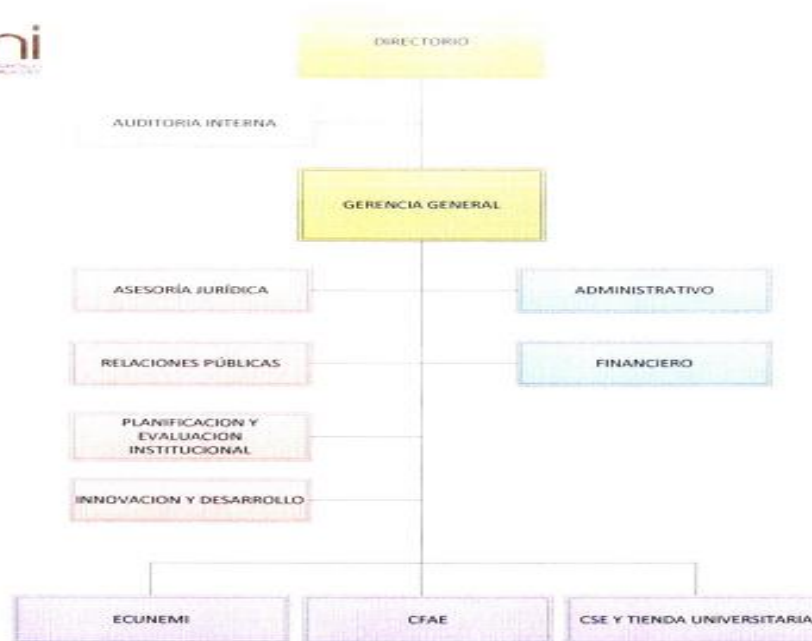 ni
DIRECTORIO
AUDITORIA INTERNA
GERENCIA GENERAL
ASESORÍA JURÍDICA
ADMINISTRATIVO
RELACIONES PÚBLICAS
FINANCIERO
PLANIFICACION Y
EVALUACION
INSTITUCIONAL
INNOVACION Y DESARROLLO
ECUNEMI
CFAE
CSE Y TIENDA UNIVERSITARIA